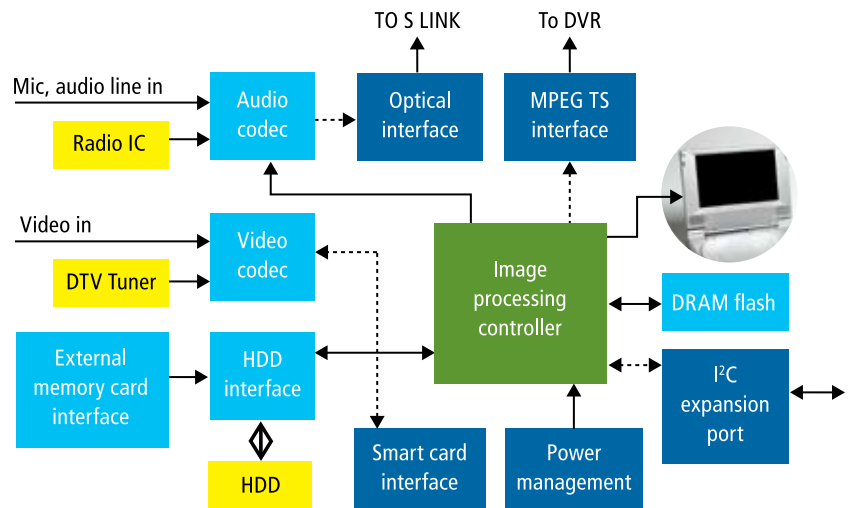 TO S LINK
To DVR
Mic, audio line in
Audio
codec
Optical
interface
MPEG TS
interface
Radio IC
Video in
Video
codec
Image
processing
controller
DTV Tuner
DRAM flash
External
memory card
interface
HDD
interface
I²C
expansion
port
HDD
Smart card
interface
Power
management